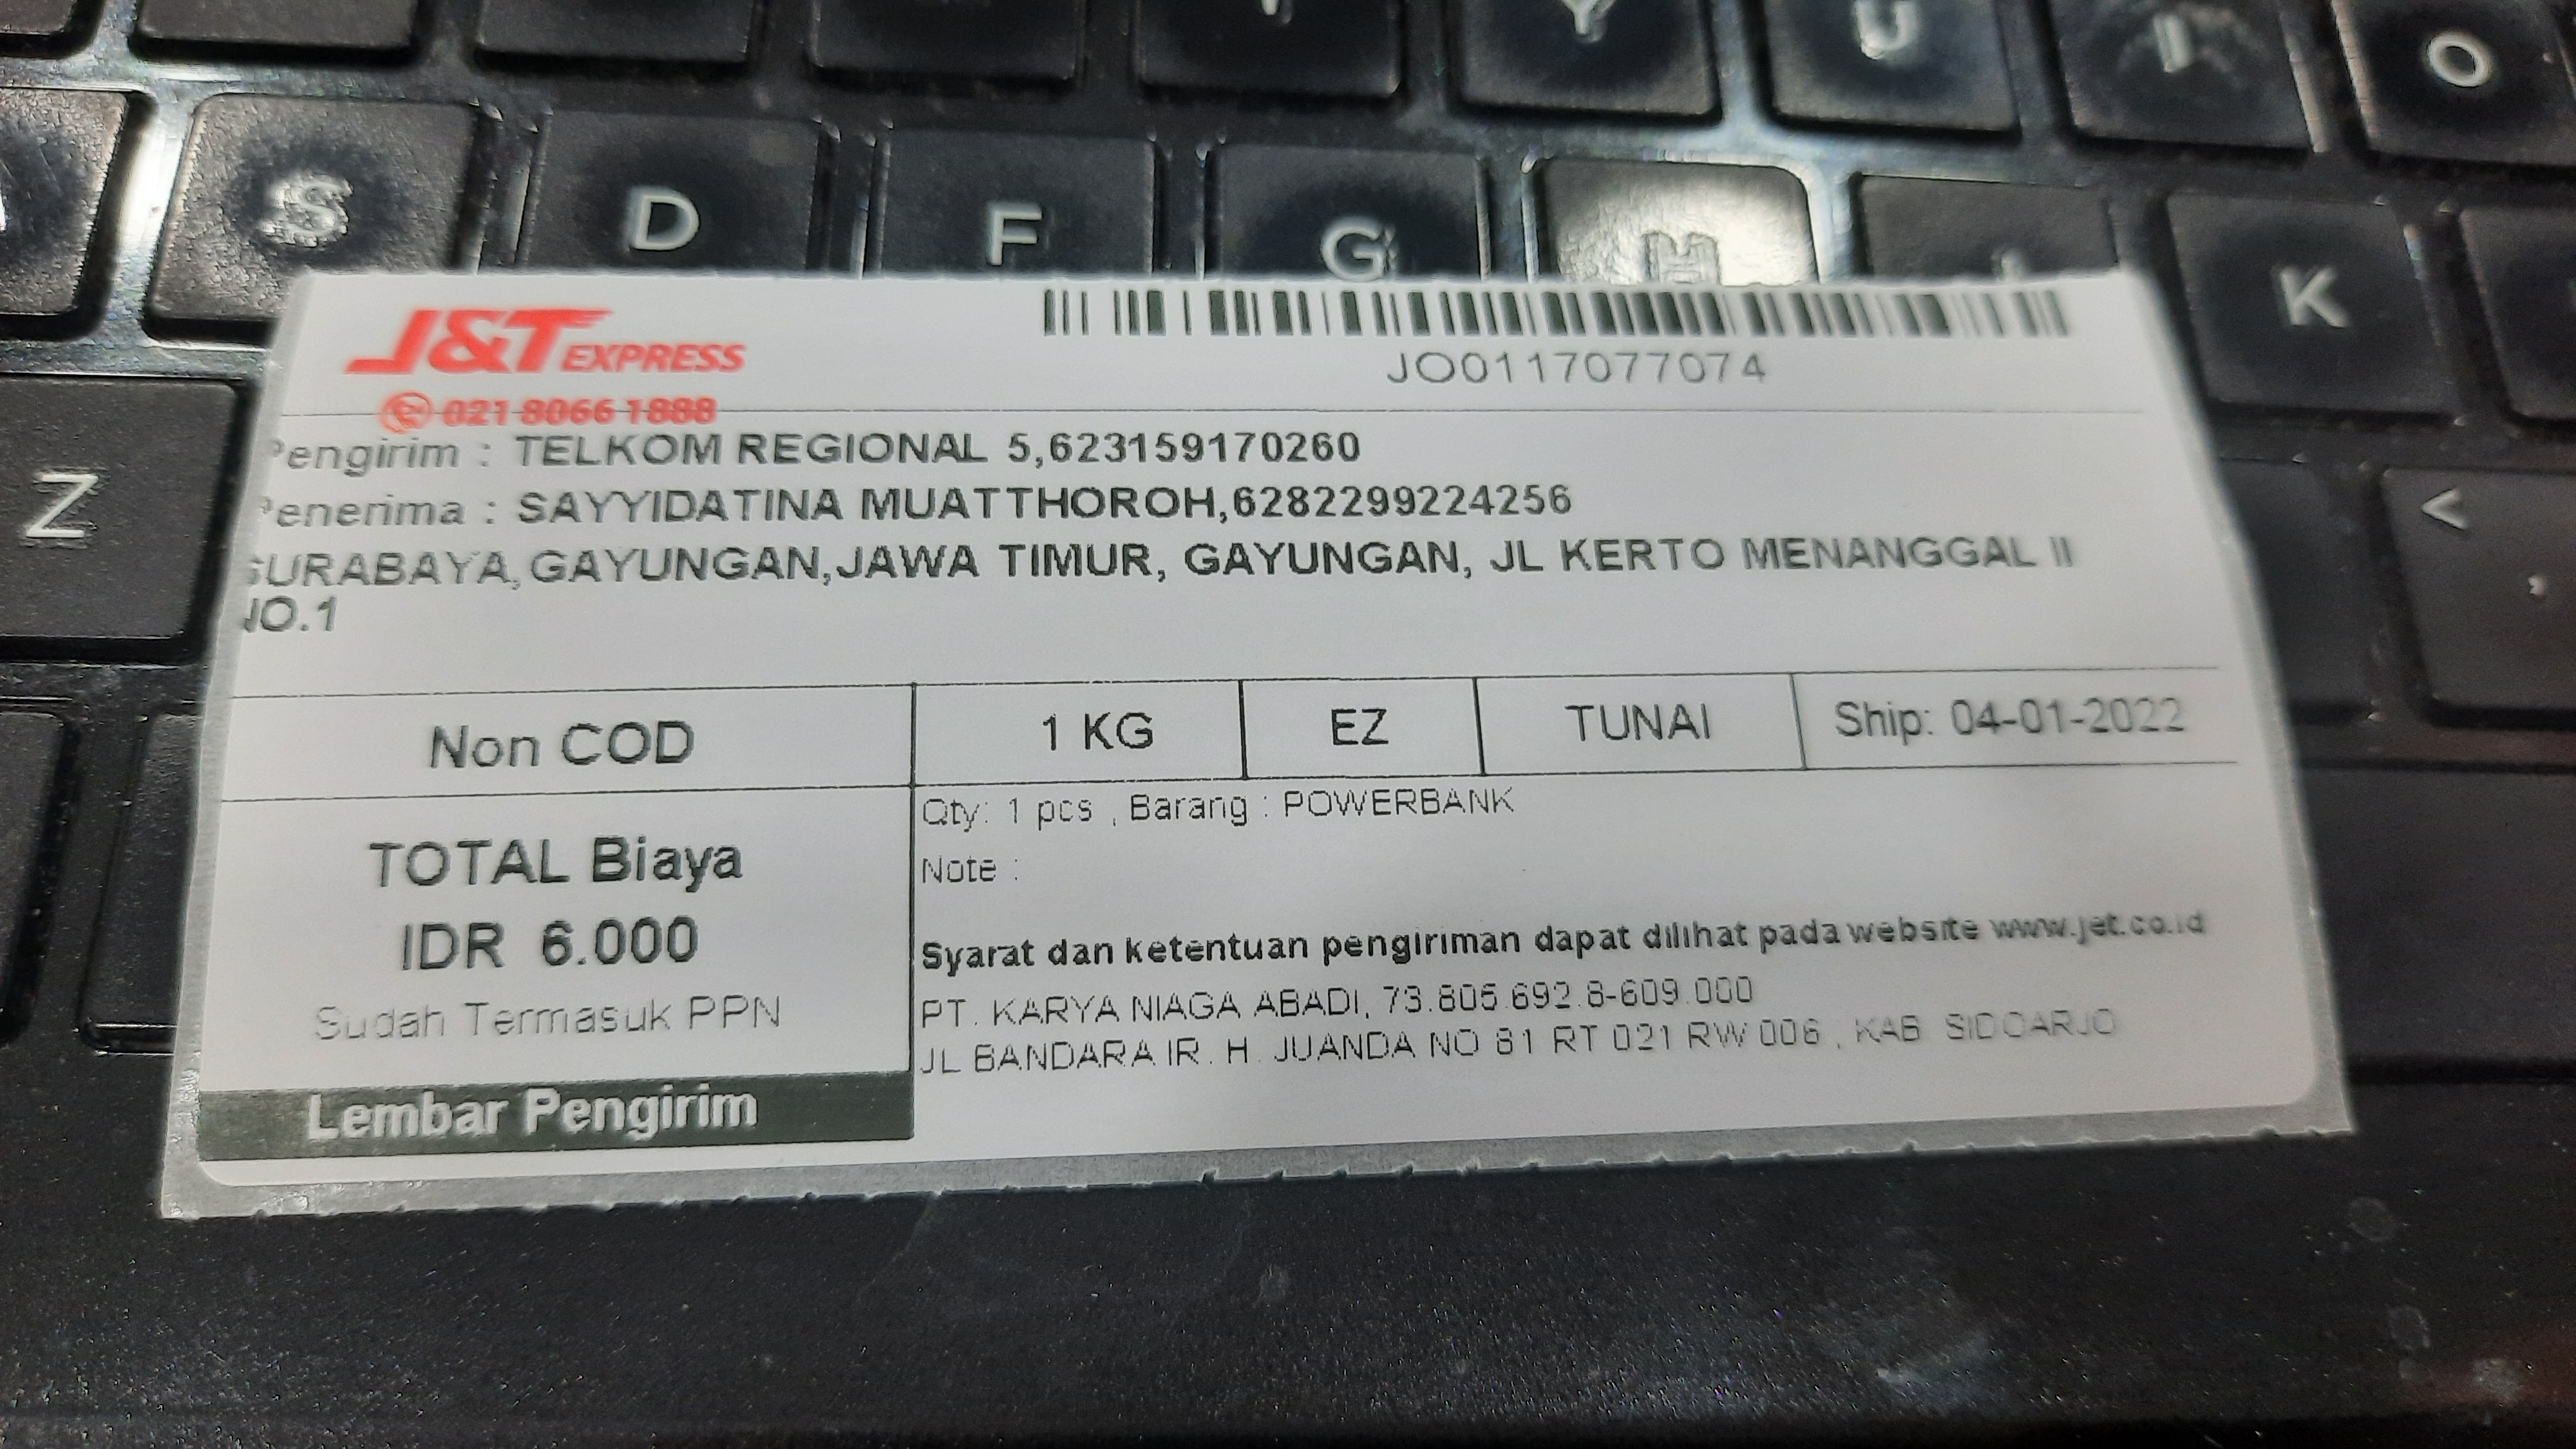 J&T EXPRESS
021-8066-1888
JO0117077074
Pengirim : TELKOM REGIONAL 5,62315917​0260
Penerima : SAYYIDATINA MUATTHOROH,6282299224256
SURABAYA,GAYUNGAN,JAWA TIMUR, GAYUNGAN, JL KERTO MENANGGAL II
NO.1
Non COD 1 KG EZ TUNAI Ship: 04-01-2022
TOTAL Biaya
IDR 6.000
Sudah Termasuk PPN
Lembar Pengirim
Qty: 1 pcs , Barang : POWERBANK
Note :
Syarat dan ketentuan pengiriman dapat dilihat pada website www.jet.co.id
PT. KARYA NIAGA ABADI, 73.805.692.8-609.000
JL BANDARA IR. H. JUANDA NO 81 RT 021 RW 006 , KAB SIDOARJO
Z
S
D
F
G
H
Y
U
I
K
O
<
,